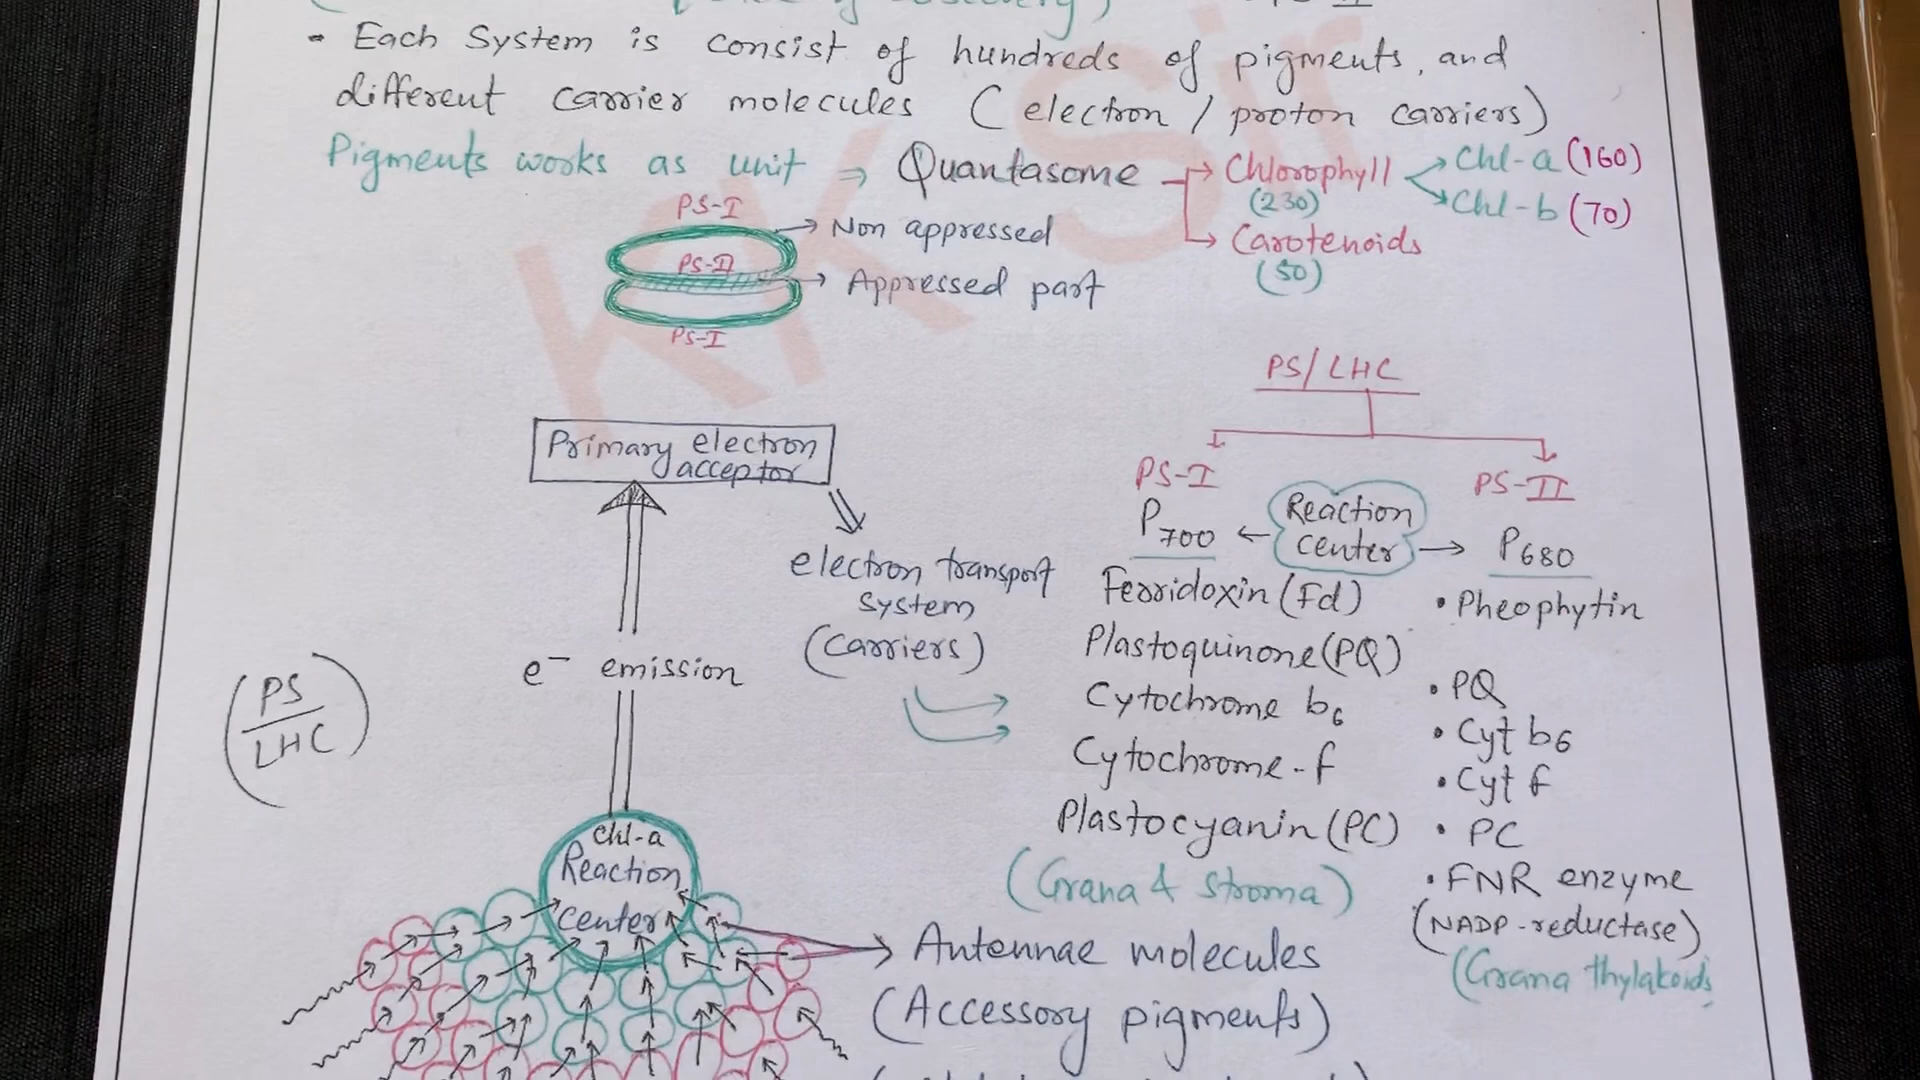 • Each System is consist of hundreds of pigments, and
different carrier molecules (electron / proton carriers)
Pigments works as unit ⇒ Quantasome → Chlorophyll → Chl-a (160)
(230) → Chl-b (70)
→ Carotenoids
(50)
PS-I
→ Non appressed
PS-II
→ Appressed part
PS-I
KK Sir
PS/LHC
Primary electron
acceptor
PS-I
PS-II
Reaction
center
P700 ←
→ P680
electron transport
system
(carriers)
Ferridoxin (Fd)
Plastoquinone (PQ)
Cytochrome b6
Cytochrome-f
Plastocyanin (PC)
(Grana & stroma)
• Pheophytin
• PQ
• Cyt b6
• Cyt f
• PC
• FNR enzyme
(NADP-reductase)
(Grana thylakoids
e⁻ emission
(PS
LHC)
Chl-a
Reaction
center
→ Antennae molecules
(Accessory pigments)